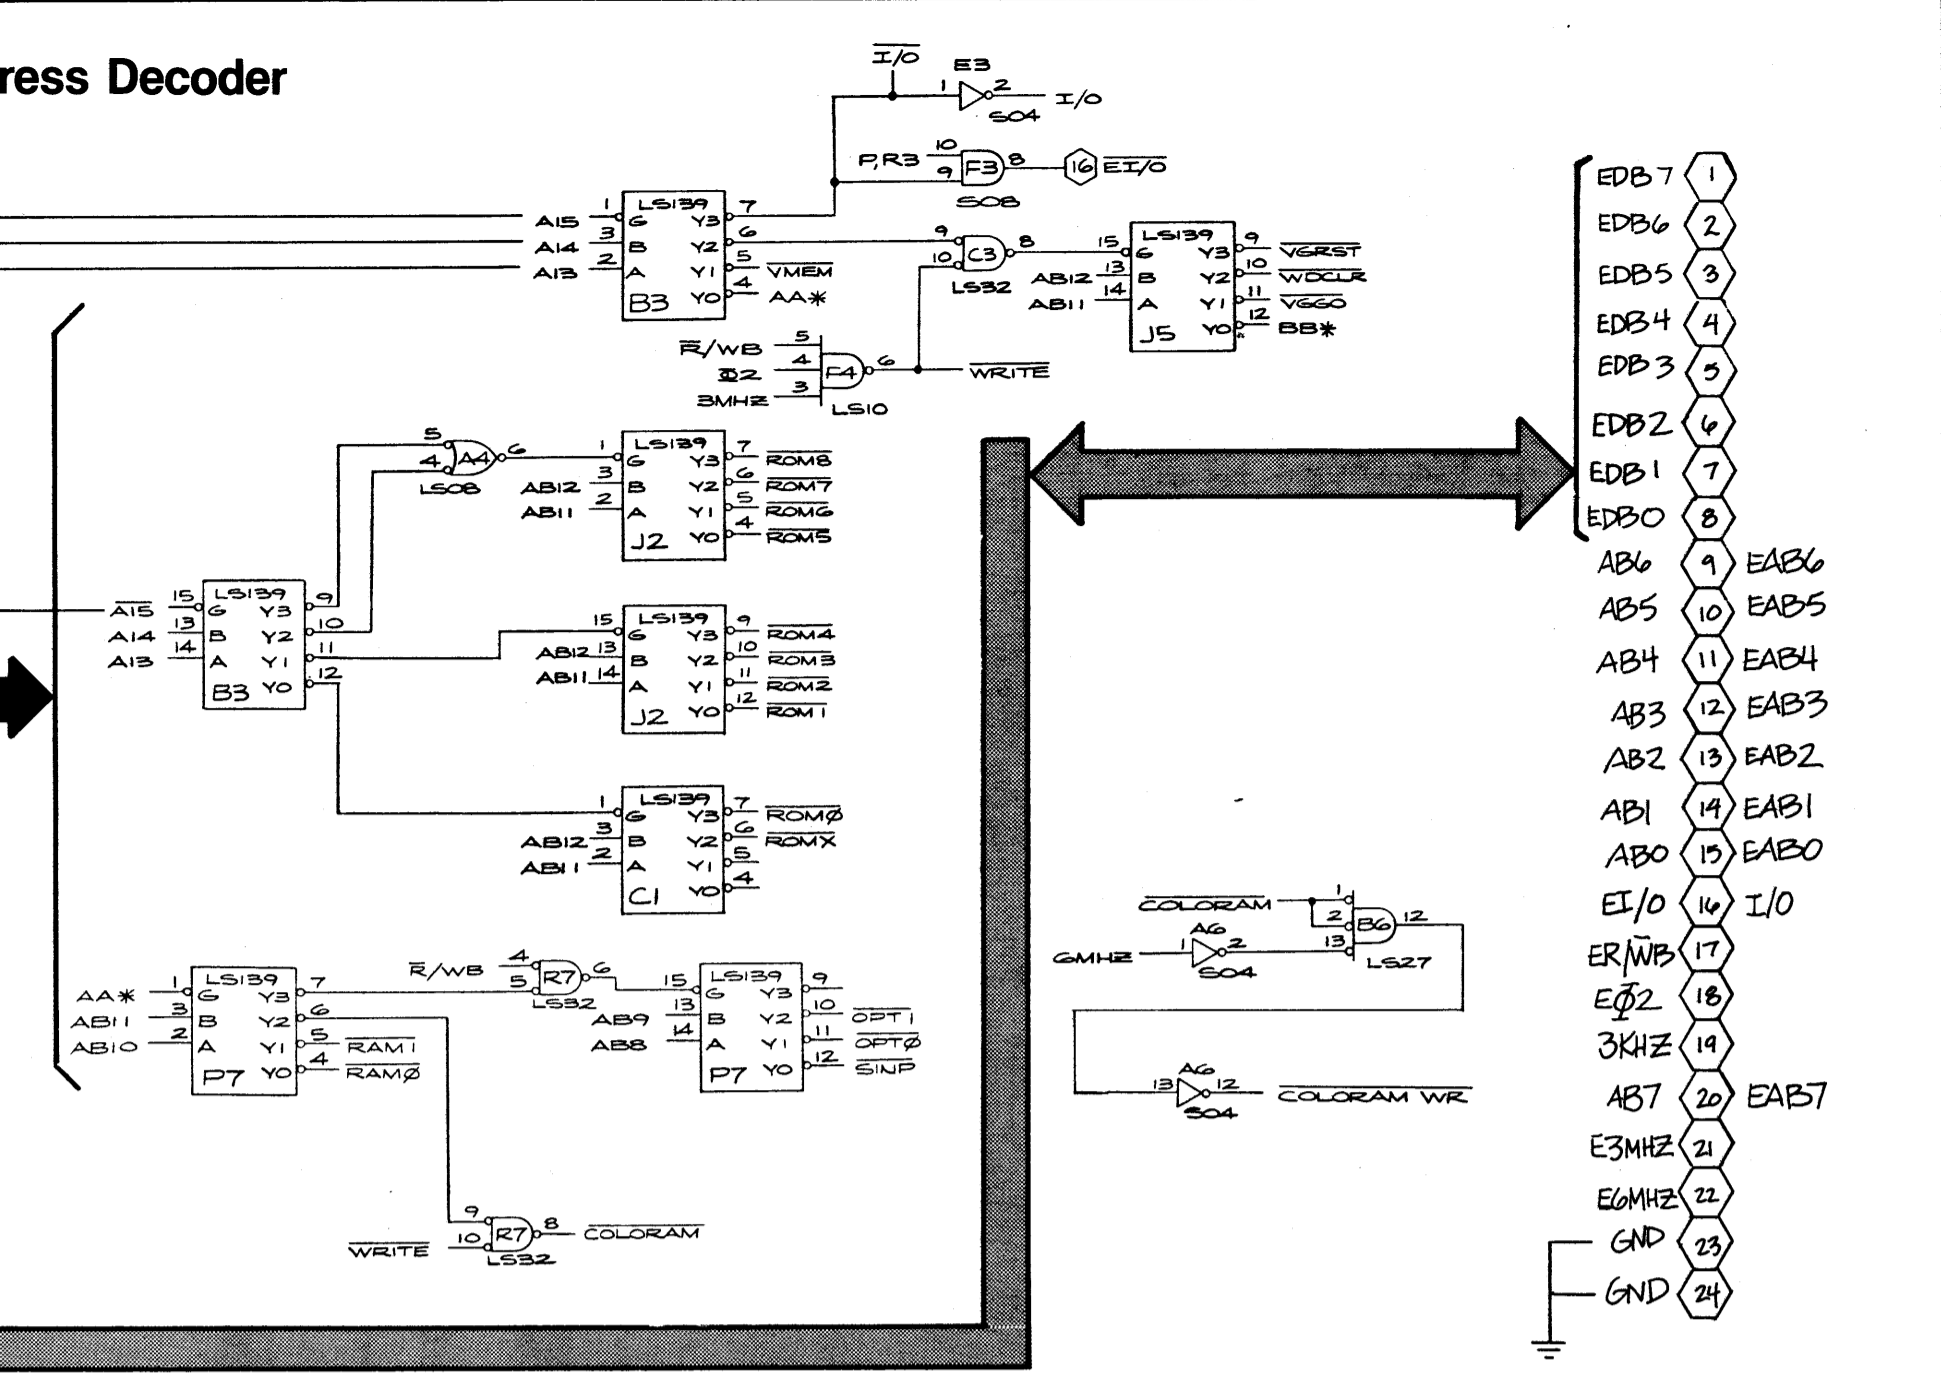 ress Decoder
I/O
E3
1 2 I/O
S04
P,R3 10 F3 8 16 EI/O
9
S08
A15 1 G LS139 Y3 7
A14 3 B Y2 6
A13 2 A Y1 5 VMEM
B3 Y0 4 AA*
9 C3 8
10
LS32
15 G LS139 Y3 9 VGRST
AB12 13 B Y2 10 WDCLR
AB11 14 A Y1 11 VGGO
J5 Y0 12 BB*
R/WB 5
Φ2 4 F4 6 WRITE
3MHZ 3
LS10
5
4 A4 6
LS08
1 G LS139 Y3 7 ROM8
AB12 3 B Y2 6 ROM7
AB11 2 A Y1 5 ROM6
J2 Y0 4 ROM5
A15 15 G LS139 Y3 9
A14 13 B Y2 10
A13 14 A Y1 11
B3 Y0 12
15 G LS139 Y3 9 ROM4
AB12 13 B Y2 10 ROM3
AB11 14 A Y1 11 ROM2
J2 Y0 12 ROM1
1 G LS139 Y3 7 ROMØ
AB12 3 B Y2 6 ROMX
AB11 2 A Y1 5
C1 Y0 4
AA* 1 G LS139 Y3 7
AB11 3 B Y2 6
AB10 2 A Y1 5 RAM1
P7 Y0 4 RAMØ
R/WB 4 R7 6
5
LS32
15 G LS139 Y3 9
AB9 13 B Y2 10 OPT1
AB8 14 A Y1 11 OPTØ
P7 Y0 12 SINP
9 R7 8 COLORAM
WRITE 10
LS32
COLORAM 1
2 B6 12
6MHZ 1 A6 2 13
S04
LS27
A6
13 12 COLORAM WR
S04
EDB7 1
EDB6 2
EDB5 3
EDB4 4
EDB3 5
EDB2 6
EDB1 7
EDB0 8
AB6 9 EAB6
AB5 10 EAB5
AB4 11 EAB4
AB3 12 EAB3
AB2 13 EAB2
AB1 14 EAB1
AB0 15 EAB0
EI/O 16 I/O
ER/WB 17
EΦ2 18
3KHZ 19
AB7 20 EAB7
E3MHZ 21
E6MHZ 22
GND 23
GND 24